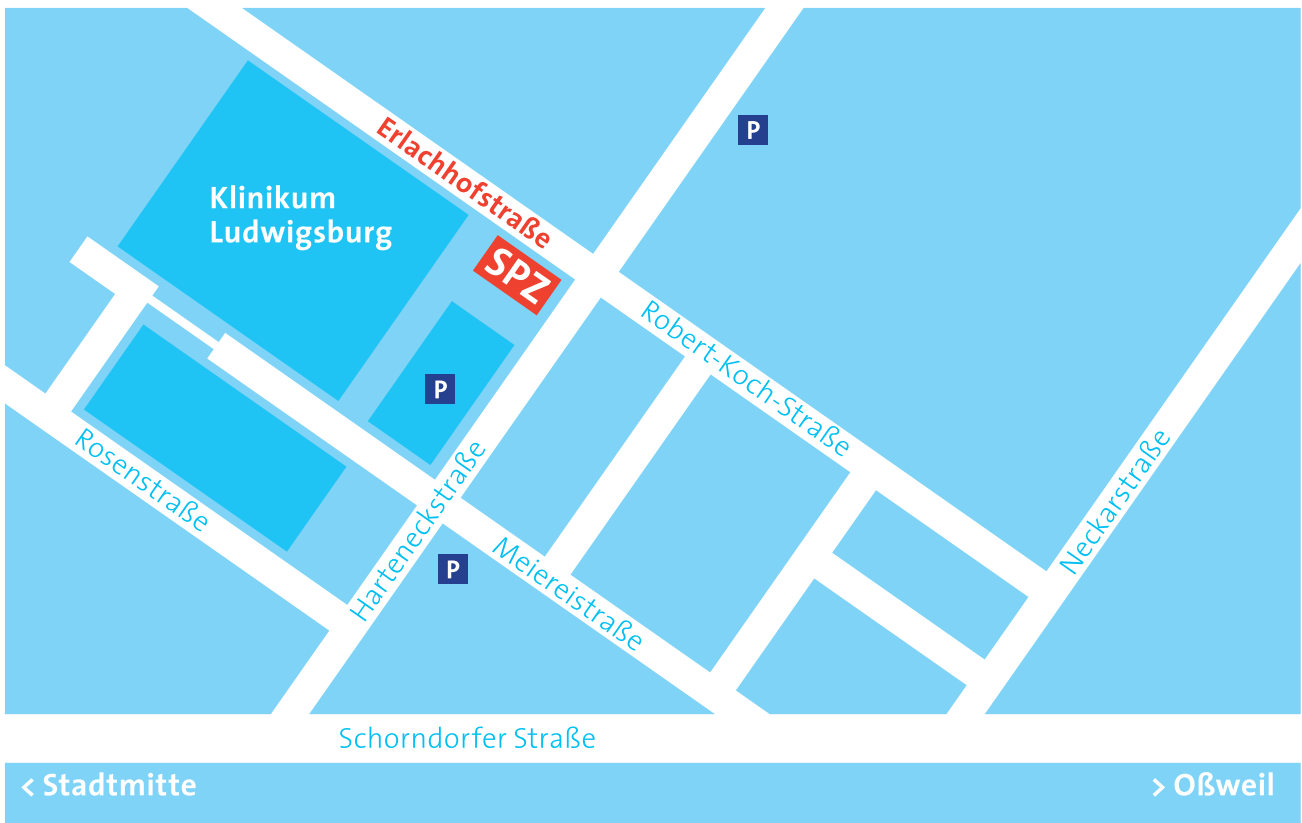 P
Erlachhofstraße
Klinikum
Ludwigsburg
SPZ
Robert-Koch-Straße
P
Rosenstraße
Harteneckstraße
Neckarstraße
P
Meiereistraße
Schorndorfer Straße
< Stadtmitte
> Oßweil